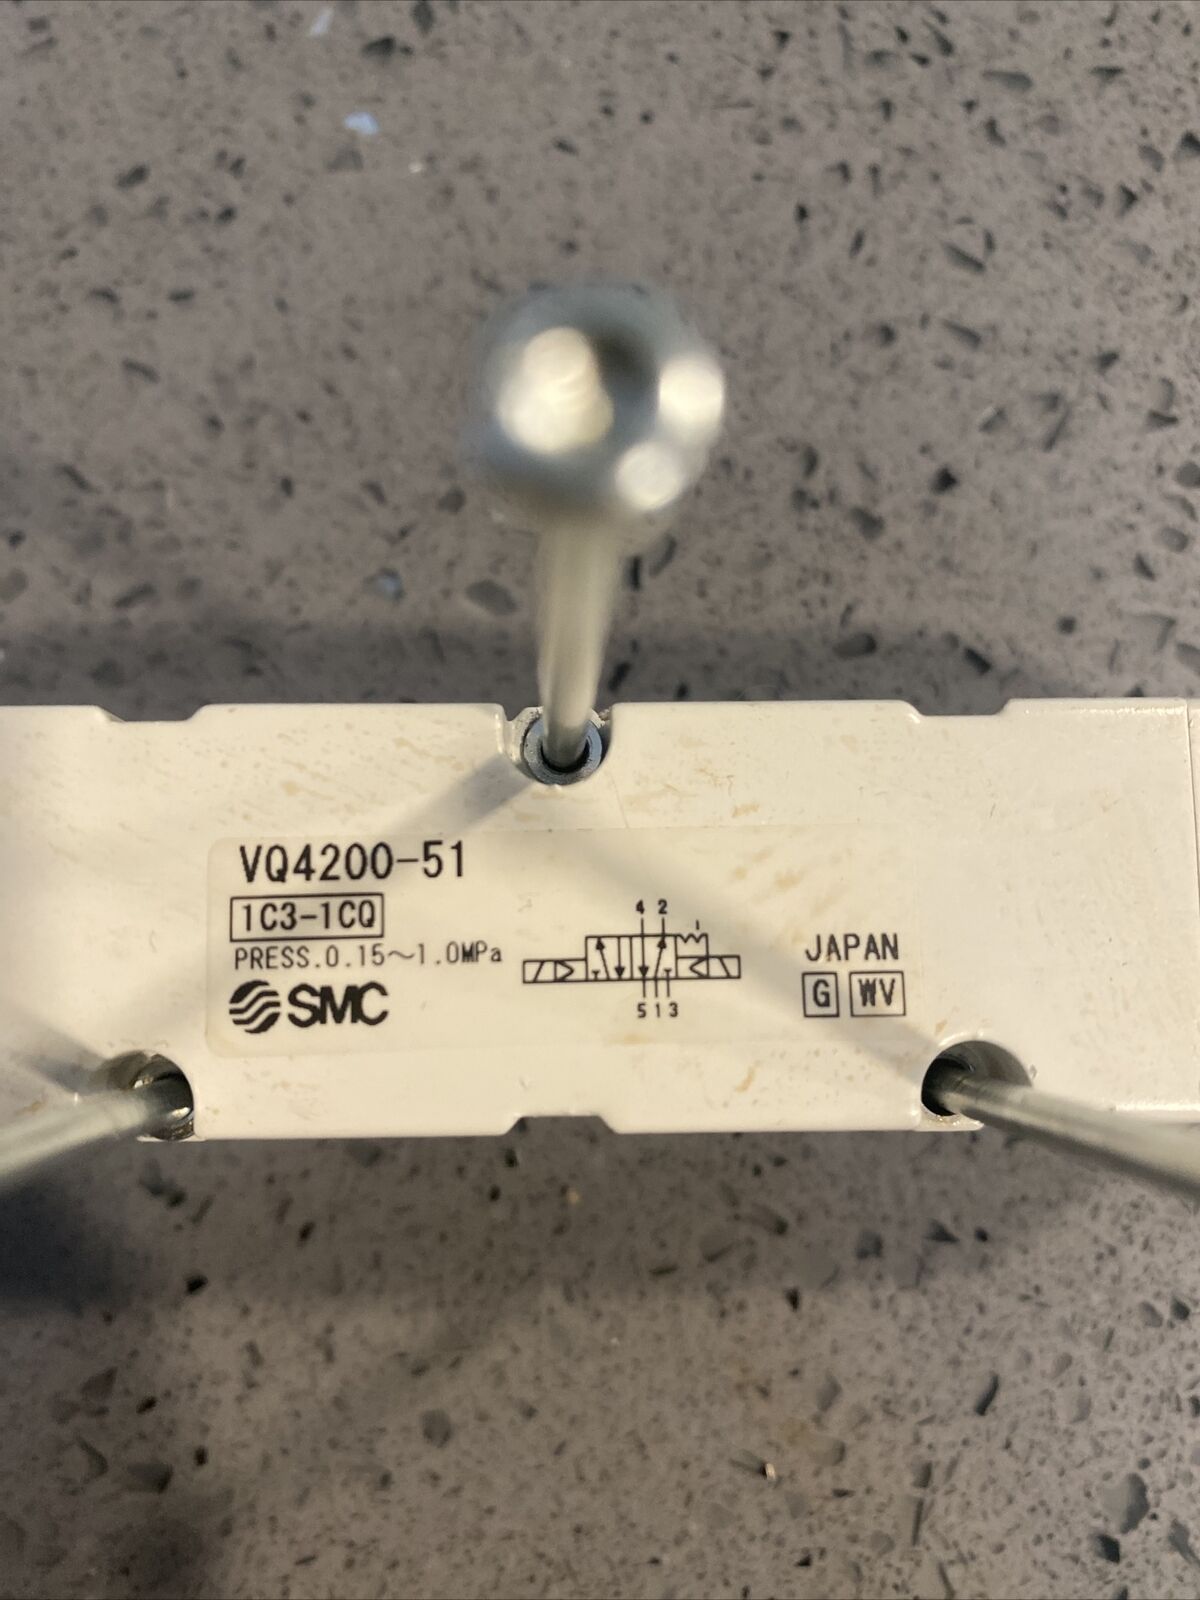 VQ4200-51
1C3-1CQ
PRESS.0.15~1.0MPa
SMC
4 2
5 1 3
JAPAN
G WV